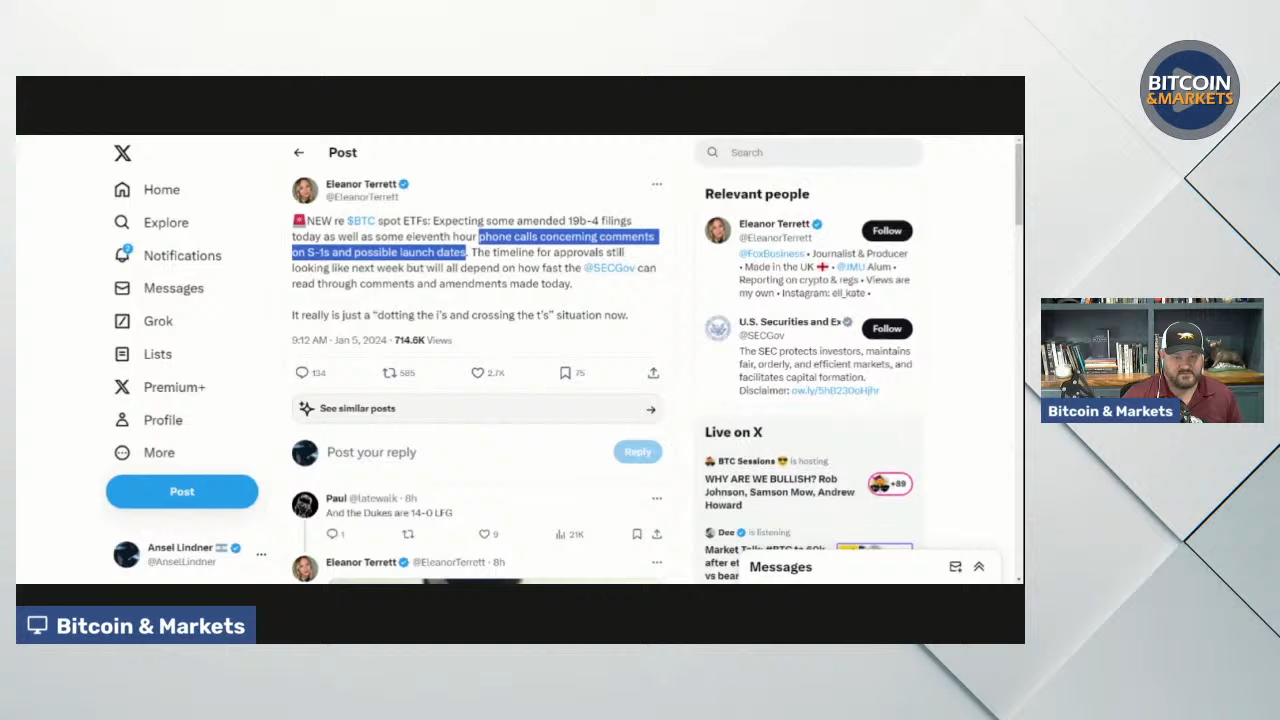 BITCOIN
&MARKETS
Home
Explore
2
Notifications
Messages
Grok
Lists
Premium+
Profile
More
Post
Ansel Lindner
@AnselLindner
Post
Eleanor Terrett
@EleanorTerrett
🚨NEW re $BTC spot ETFs: Expecting some amended 19b-4 filings
today as well as some eleventh hour phone calls concerning comments
on S-1s and possible launch dates. The timeline for approvals still
looking like next week but will all depend on how fast the @SECGov can
read through comments and amendments made today.
It really is just a “dotting the i’s and crossing the t’s” situation now.
9:12 AM · Jan 5, 2024 · 714.6K Views
134
585
2.7K
75
See similar posts
Post your reply
Reply
Paul @latewalk · 8h
And the Dukes are 14-0 LFG
1
9
21K
Eleanor Terrett @EleanorTerrett · 8h
Search
Relevant people
Eleanor Terrett
@EleanorTerrett
Follow
@FoxBusiness • Journalist & Producer
• Made in the UK • @JMU Alum •
Reporting on crypto & regs • Views are
my own • Instagram: ell_kate •
U.S. Securities and Ex
@SECGov
Follow
The SEC protects investors, maintains
fair, orderly, and efficient markets, and
facilitates capital formation.
Disclaimer: ow.ly/5hB230oHjhr
Live on X
BTC Sessions 😎 is hosting
WHY ARE WE BULLISH? Rob
Johnson, Samson Mow, Andrew
Howard
+89
Dee is listening
Market
after et
vs bear
Messages
Bitcoin & Markets
Bitcoin & Markets